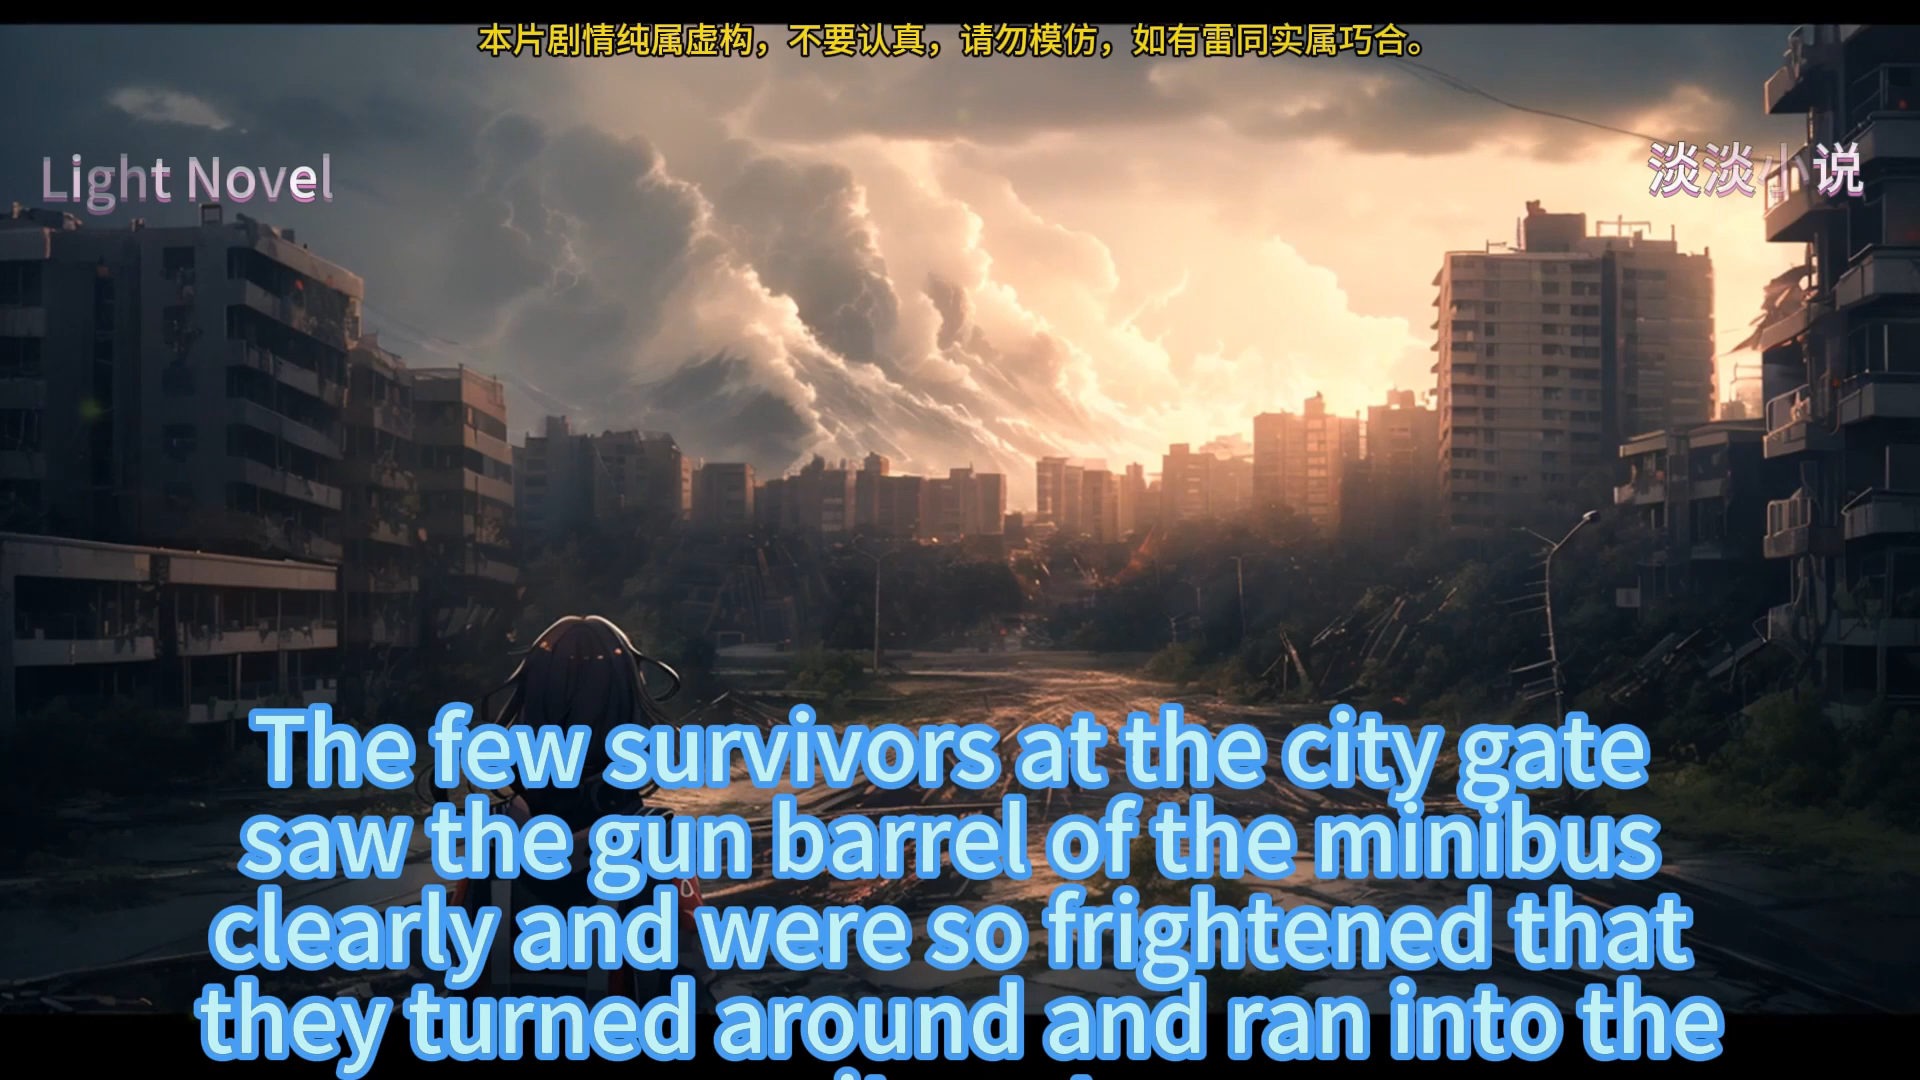 本片剧情纯属虚构，不要认真，请勿模仿，如有雷同实属巧合。
Light Novel
淡淡小说
The few survivors at the city gate
saw the gun barrel of the minibus
clearly and were so frightened that
they turned around and ran into the